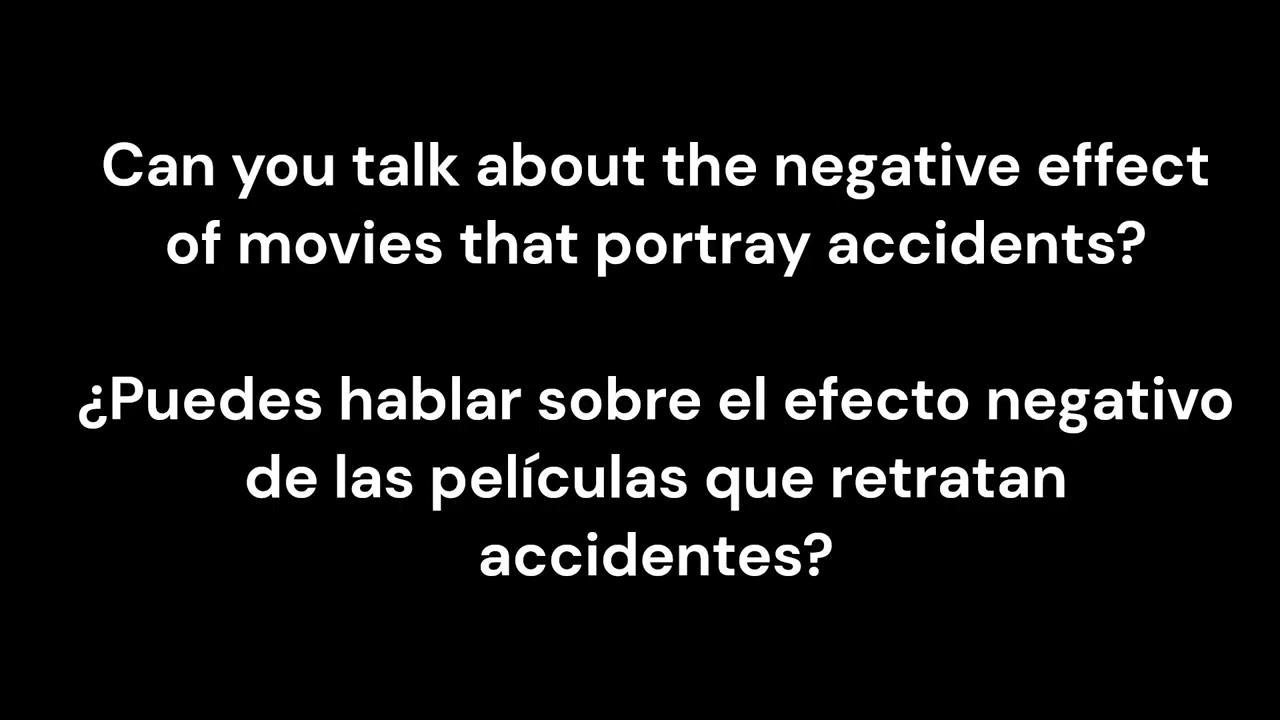 Can you talk about the negative effect
of movies that portray accidents?
¿Puedes hablar sobre el efecto negativo
de las películas que retratan
accidentes?